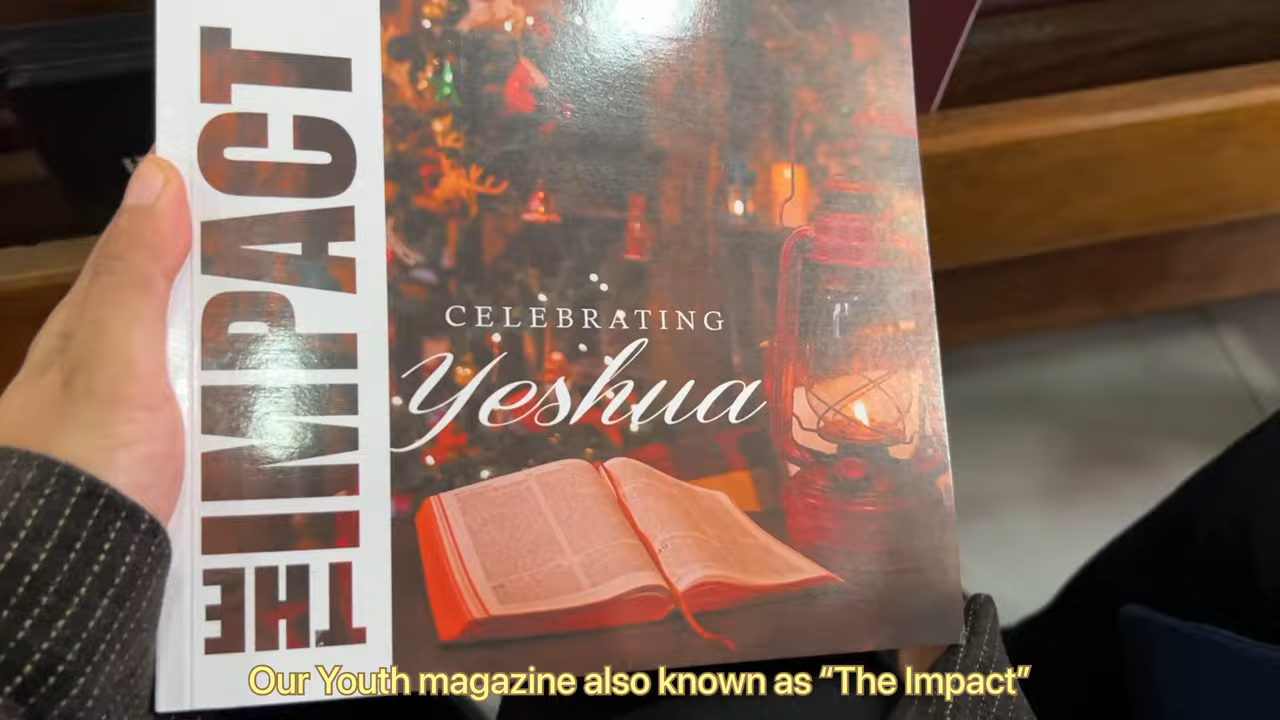 THE IMPACT
CELEBRATING
Yeshua
Our Youth magazine also known as “The Impact”